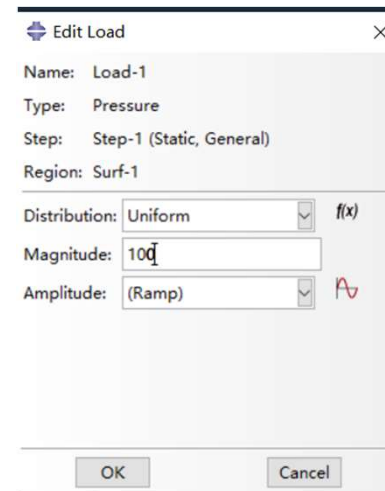 Edit Load
Name: Load-1
Type: Pressure
Step: Step-1 (Static, General)
Region: Surf-1
Distribution: Uniform f(x)
Magnitude: 100
Amplitude: (Ramp)
OK Cancel